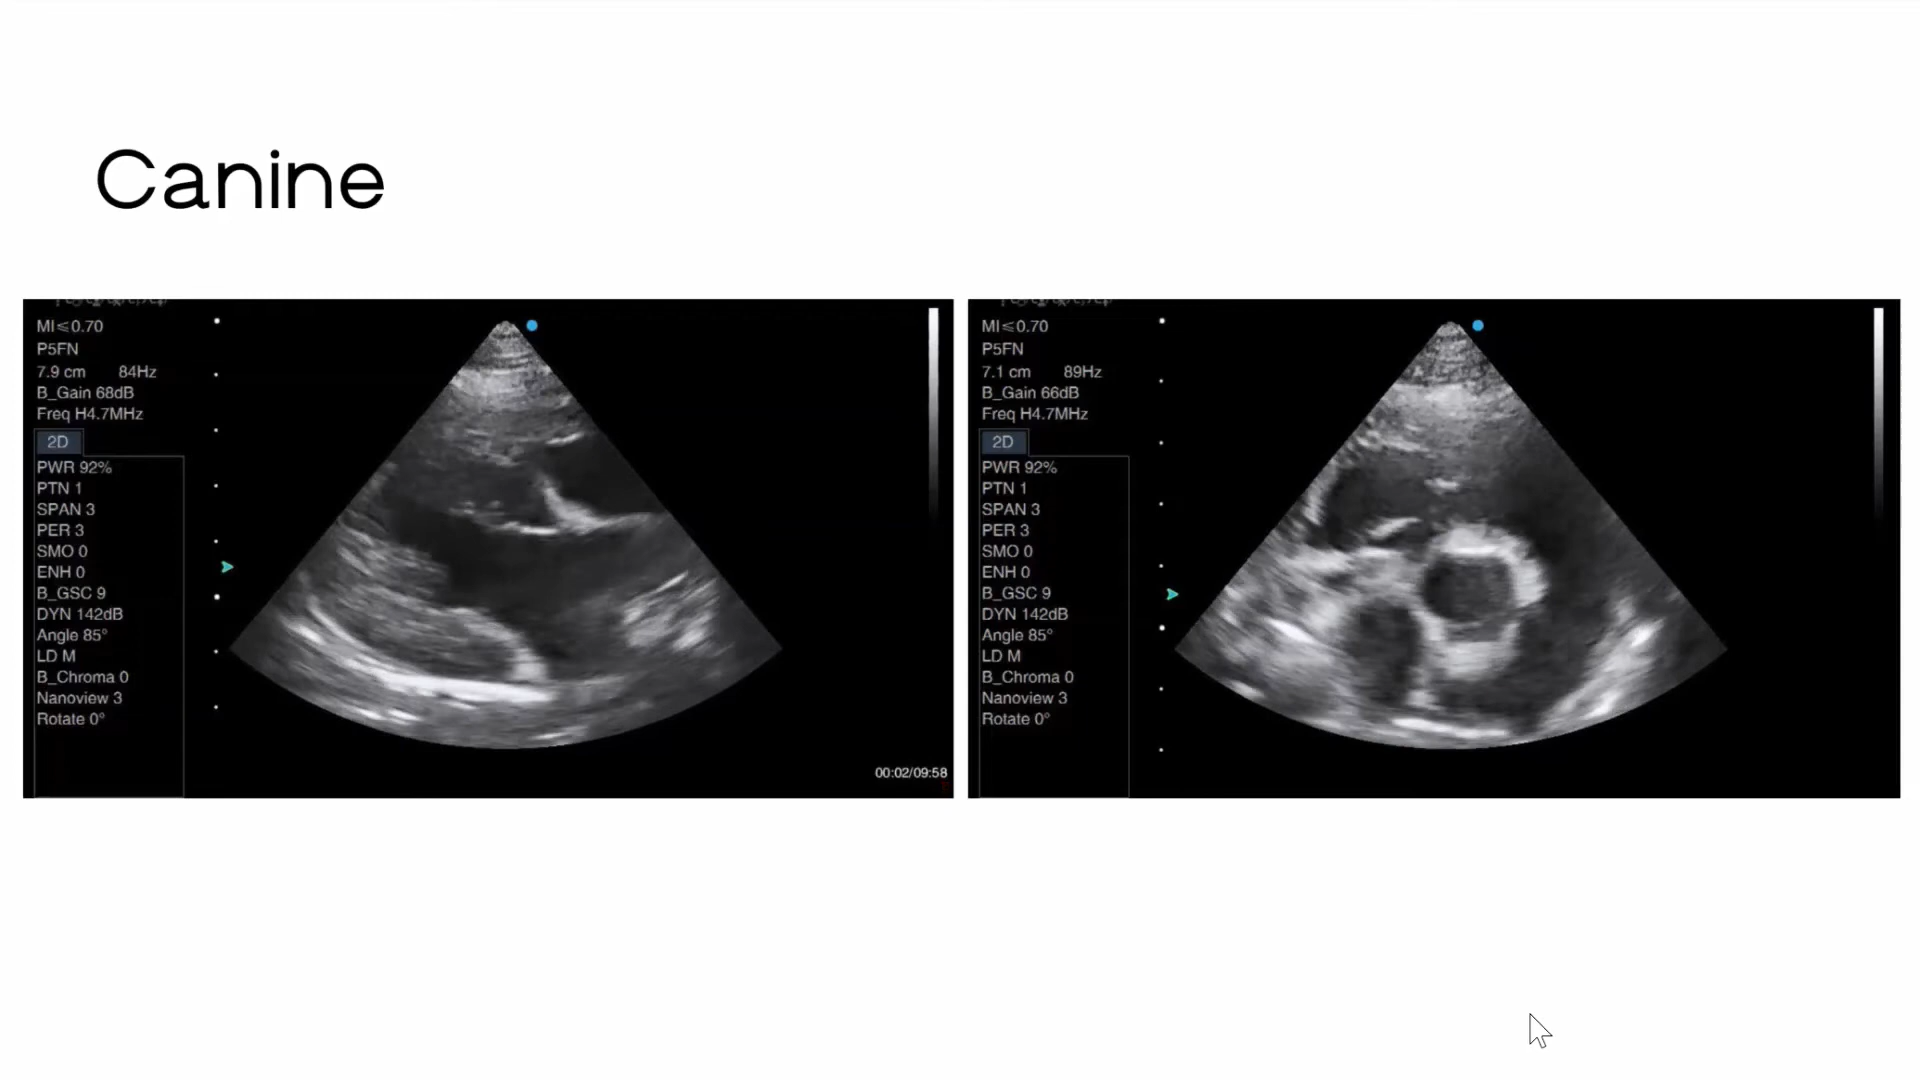 Canine
MI≤0.70
P5FN
7.9 cm 84Hz
B_Gain 68dB
Freq H4.7MHz
2D
PWR 92%
PTN 1
SPAN 3
PER 3
SMO 0
ENH 0
B_GSC 9
DYN 142dB
Angle 85°
LD M
B_Chroma 0
Nanoview 3
Rotate 0°
00:02/09:58
MI≤0.70
P5FN
7.1 cm 89Hz
B_Gain 66dB
Freq H4.7MHz
2D
PWR 92%
PTN 1
SPAN 3
PER 3
SMO 0
ENH 0
B_GSC 9
DYN 142dB
Angle 85°
LD M
B_Chroma 0
Nanoview 3
Rotate 0°